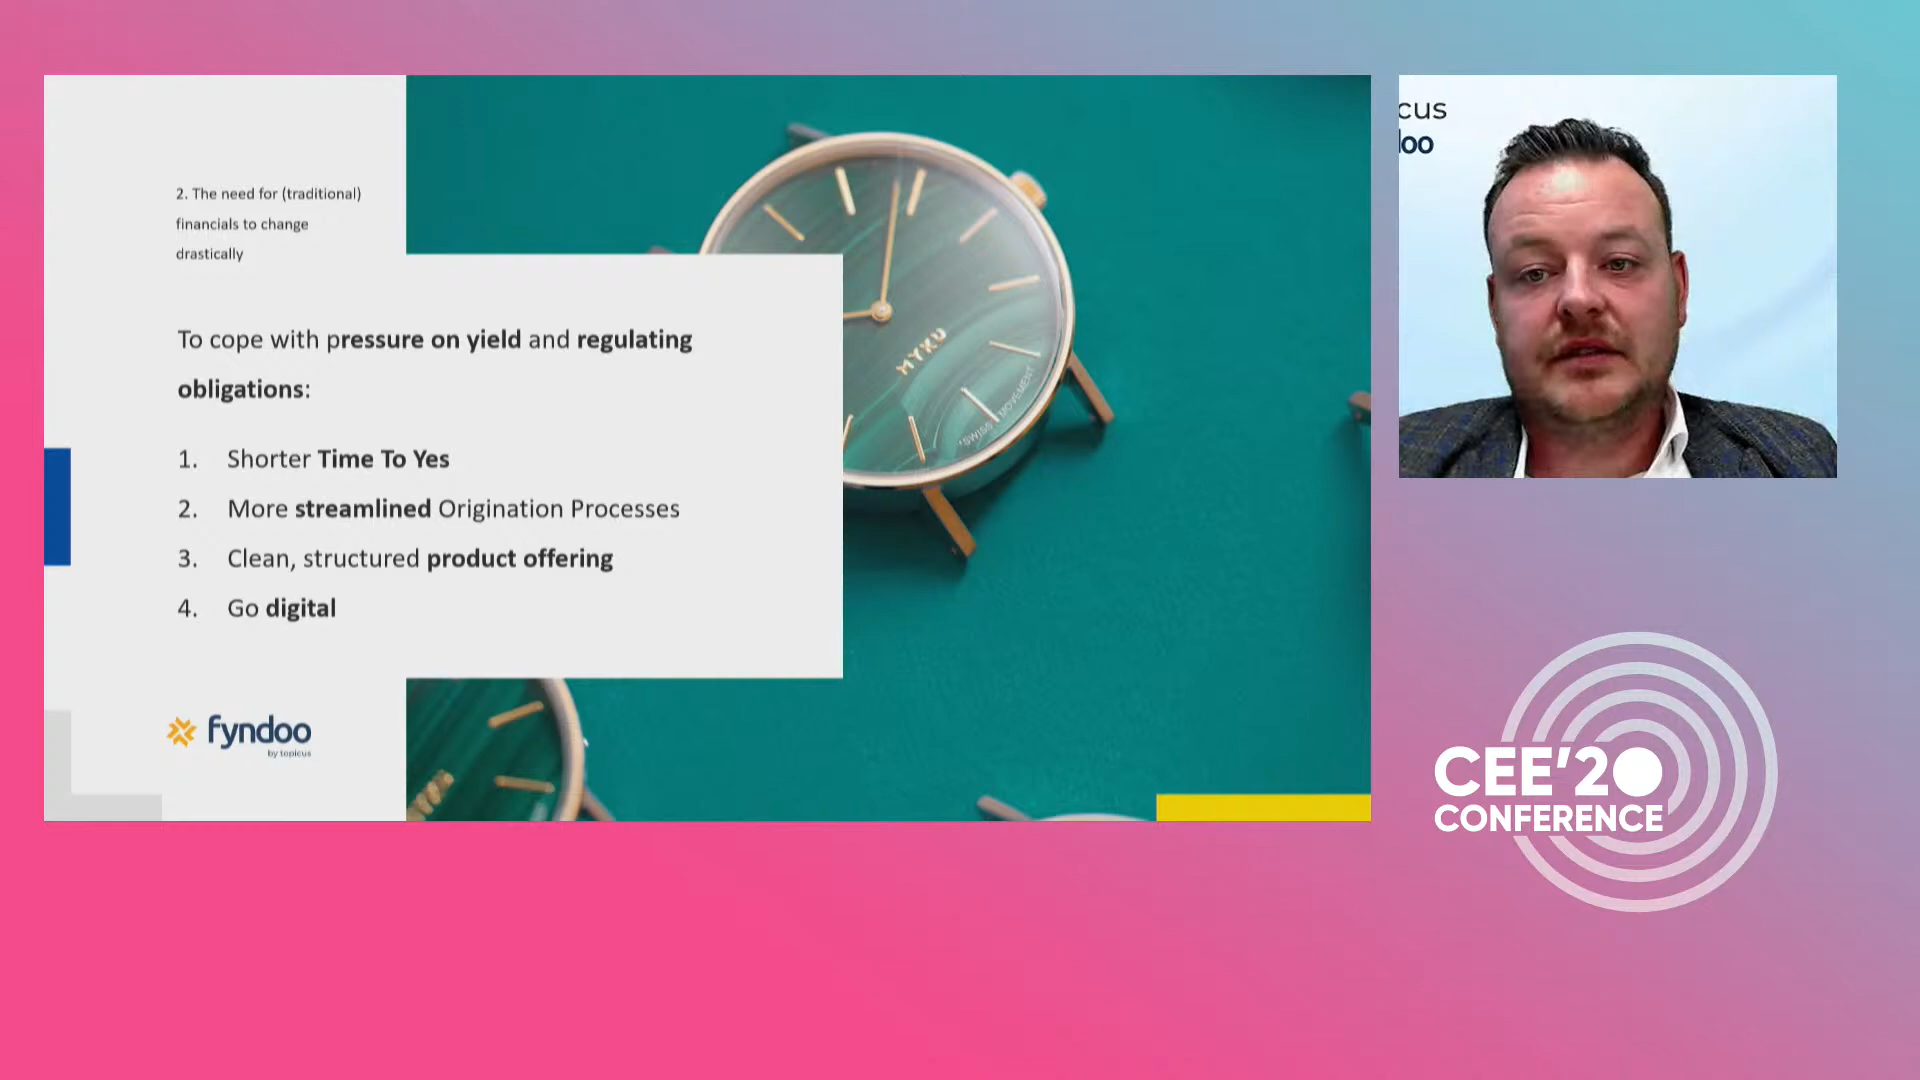 2. The need for (traditional)
financials to change
drastically
To cope with pressure on yield and regulating
obligations:
1. Shorter Time To Yes
2. More streamlined Origination Processes
3. Clean, structured product offering
4. Go digital
fyndoo
by topicus
MYKU
SWISS MOVEMENT
cus
loo
CEE'20
CONFERENCE